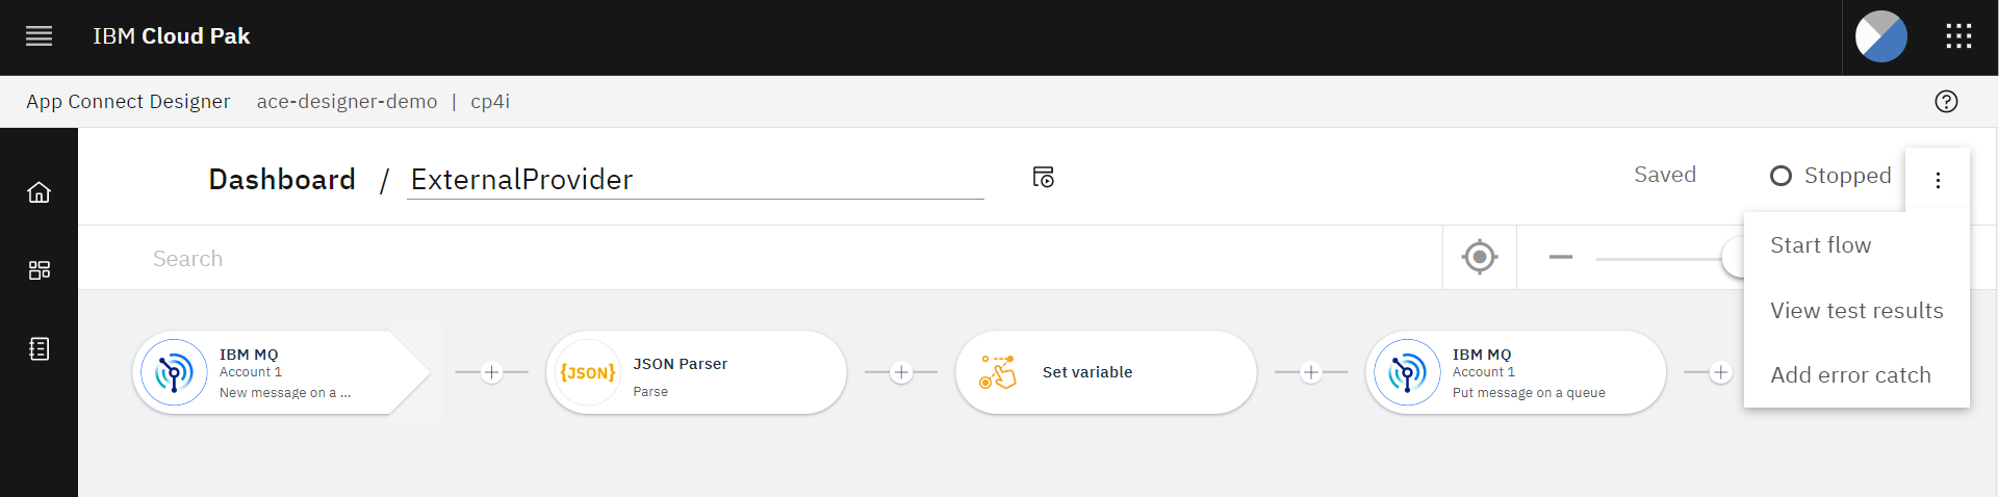 IBM Cloud Pak
App Connect Designer ace-designer-demo | cp4i
Dashboard / ExternalProvider
Saved
Stopped
Search
Start flow
View test results
Add error catch
IBM MQ
Account 1
New message on a ...
{JSON}
JSON Parser
Parse
Set variable
IBM MQ
Account 1
Put message on a queue